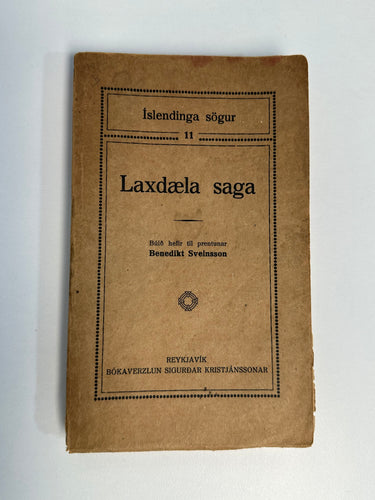 Íslendinga sögur
11
Laxdæla saga
Búið hefir til prentunar
Benedikt Sveinsson
REYKJAVÍK
BÓKAVERZLUN SIGURÐAR KRISTJÁNSSONAR